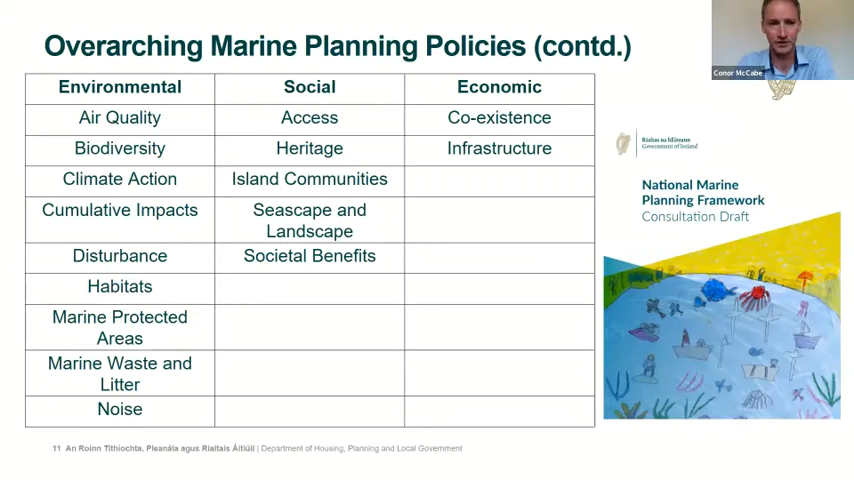 Overarching Marine Planning Policies (contd.)
Conor McCabe
Environmental Social Economic
Air Quality Access Co-existence
Biodiversity Heritage Infrastructure
Climate Action Island Communities
Cumulative Impacts Seascape and
Landscape
Disturbance Societal Benefits
Habitats
Marine Protected
Areas
Marine Waste and
Litter
Noise
Rialtas na hÉireann
Government of Ireland
National Marine
Planning Framework
Consultation Draft
11 An Roinn Tithíochta, Pleanála agus Rialtais Áitiúil | Department of Housing, Planning and Local Government